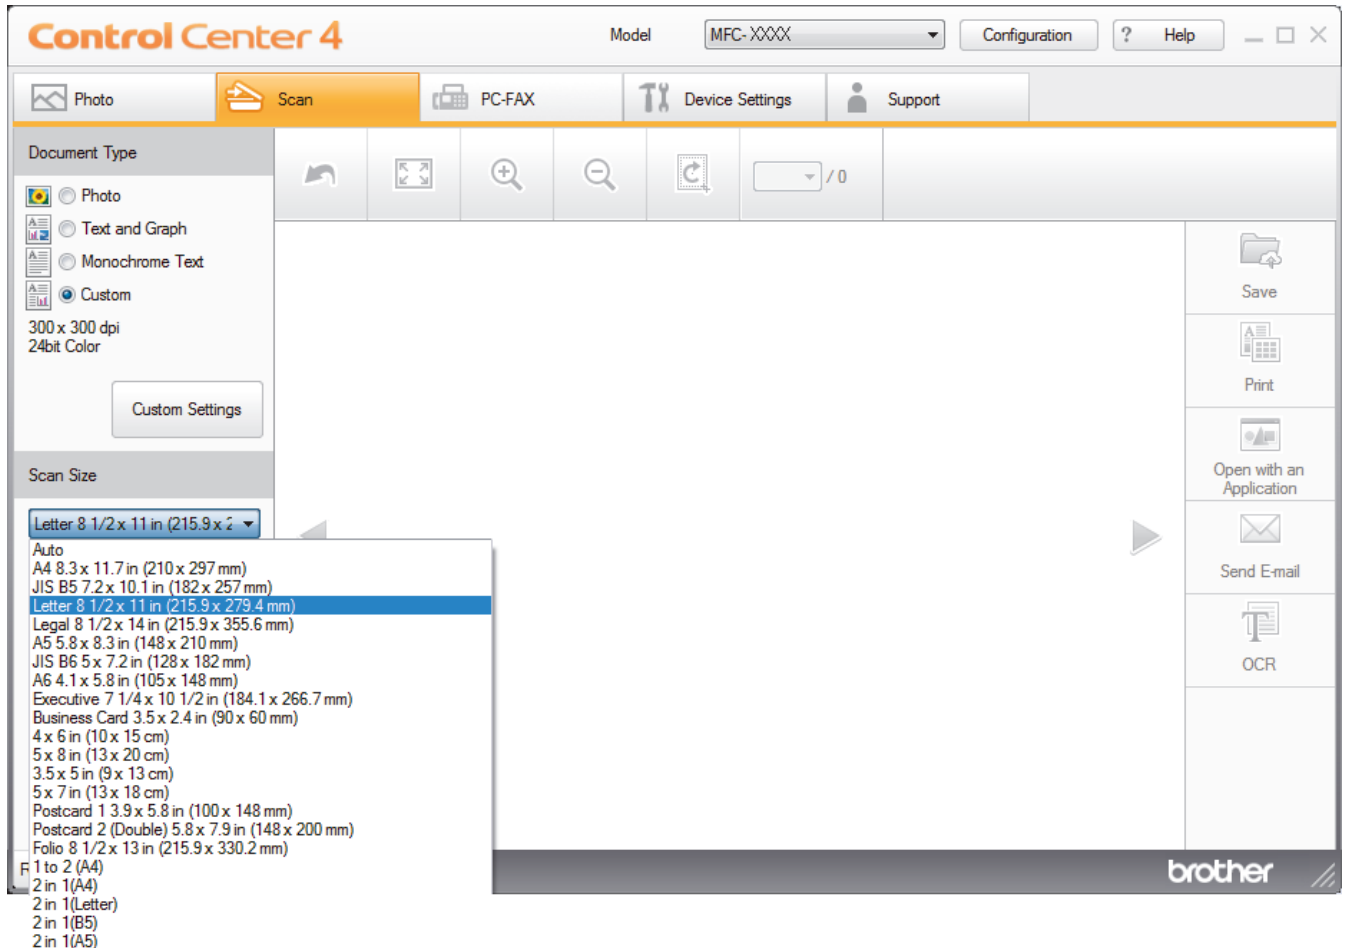 Control Center 4
Model
MFC-XXXX
Configuration
? Help
Photo
Scan
PC-FAX
Device Settings
Support
Document Type
Photo
Text and Graph
Monochrome Text
Custom
300 x 300 dpi
24bit Color
Custom Settings
/ 0
Save
Print
Open with an
Application
Send E-mail
OCR
Scan Size
Letter 8 1/2 x 11 in (215.9 x 2
Auto
A4 8.3 x 11.7 in (210 x 297 mm)
JIS B5 7.2 x 10.1 in (182 x 257 mm)
Letter 8 1/2 x 11 in (215.9 x 279.4 mm)
Legal 8 1/2 x 14 in (215.9 x 355.6 mm)
A5 5.8 x 8.3 in (148 x 210 mm)
JIS B6 5 x 7.2 in (128 x 182 mm)
A6 4.1 x 5.8 in (105 x 148 mm)
Executive 7 1/4 x 10 1/2 in (184.1 x 266.7 mm)
Business Card 3.5 x 2.4 in (90 x 60 mm)
4 x 6 in (10 x 15 cm)
5 x 8 in (13 x 20 cm)
3.5 x 5 in (9 x 13 cm)
5 x 7 in (13 x 18 cm)
Postcard 1 3.9 x 5.8 in (100 x 148 mm)
Postcard 2 (Double) 5.8 x 7.9 in (148 x 200 mm)
Folio 8 1/2 x 13 in (215.9 x 330.2 mm)
1 to 2 (A4)
2 in 1(A4)
2 in 1(Letter)
2 in 1(B5)
2 in 1(A5)
brother